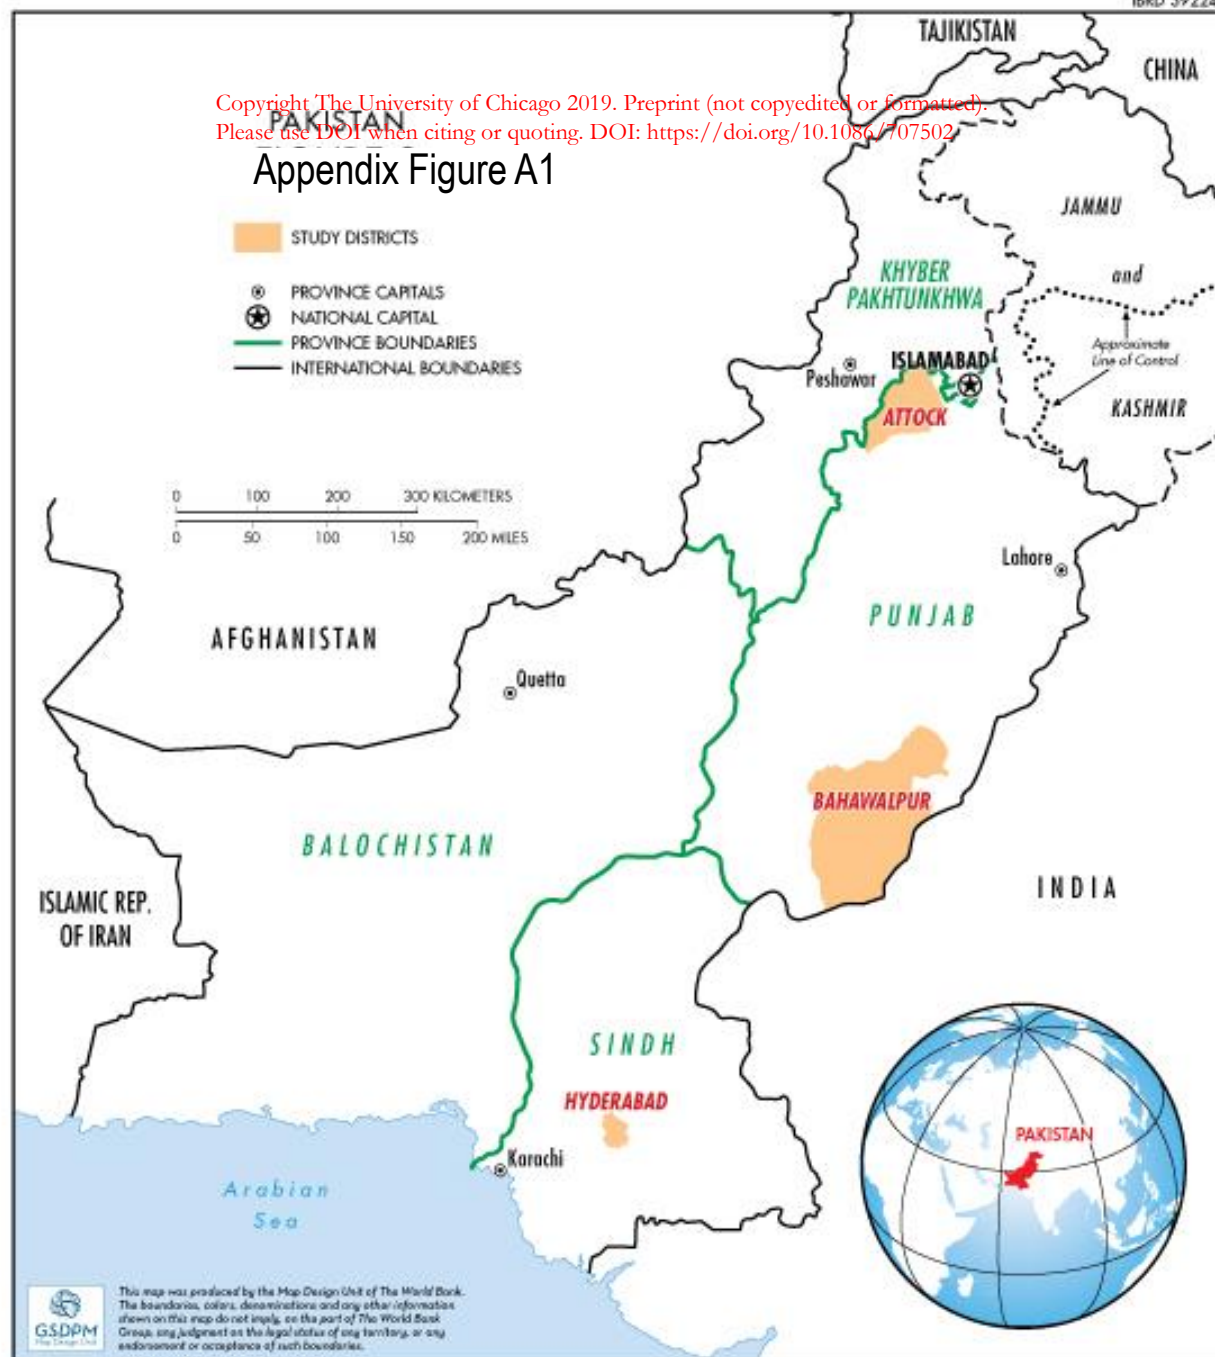 IBRD 39224
TAJIKISTAN
CHINA
Copyright The University of Chicago 2019. Preprint (not copyedited or formatted).
Please use DOI when citing or quoting. DOI: https://doi.org/10.1086/707502
PAKISTAN
Appendix Figure A1
STUDY DISTRICTS
PROVINCE CAPITALS
NATIONAL CAPITAL
PROVINCE BOUNDARIES
INTERNATIONAL BOUNDARIES
JAMMU
and
KASHMIR
Approximate
Line of Control
KHYBER
PAKHTUNKHWA
ISLAMABAD
Peshawar
ATTOCK
0 100 200 300 KILOMETERS
0 50 100 150 200 MILES
Lahore
PUNJAB
AFGHANISTAN
Quetta
BAHAWALPUR
BALOCHISTAN
INDIA
ISLAMIC REP.
OF IRAN
SINDH
HYDERABAD
Karachi
PAKISTAN
Arabian
Sea
GSDPM
Map Design Unit
This map was produced by the Map Design Unit of The World Bank.
The boundaries, colors, denominations and any other information
shown on this map do not imply, on the part of The World Bank
Group, any judgment on the legal status of any territory, or any
endorsement or acceptance of such boundaries.